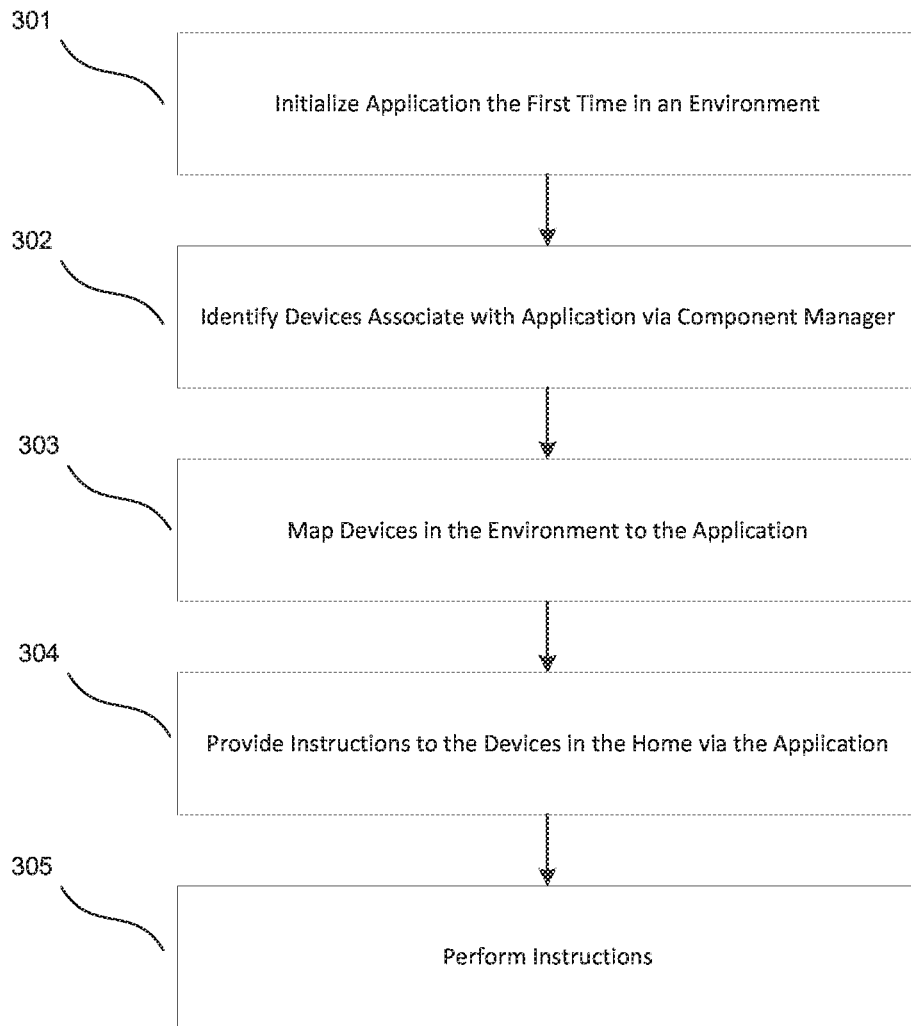 301
Initialize Application the First Time in an Environment
302
Identify Devices Associate with Application via Component Manager
303
Map Devices in the Environment to the Application
304
Provide Instructions to the Devices in the Home via the Application
305
Perform Instructions